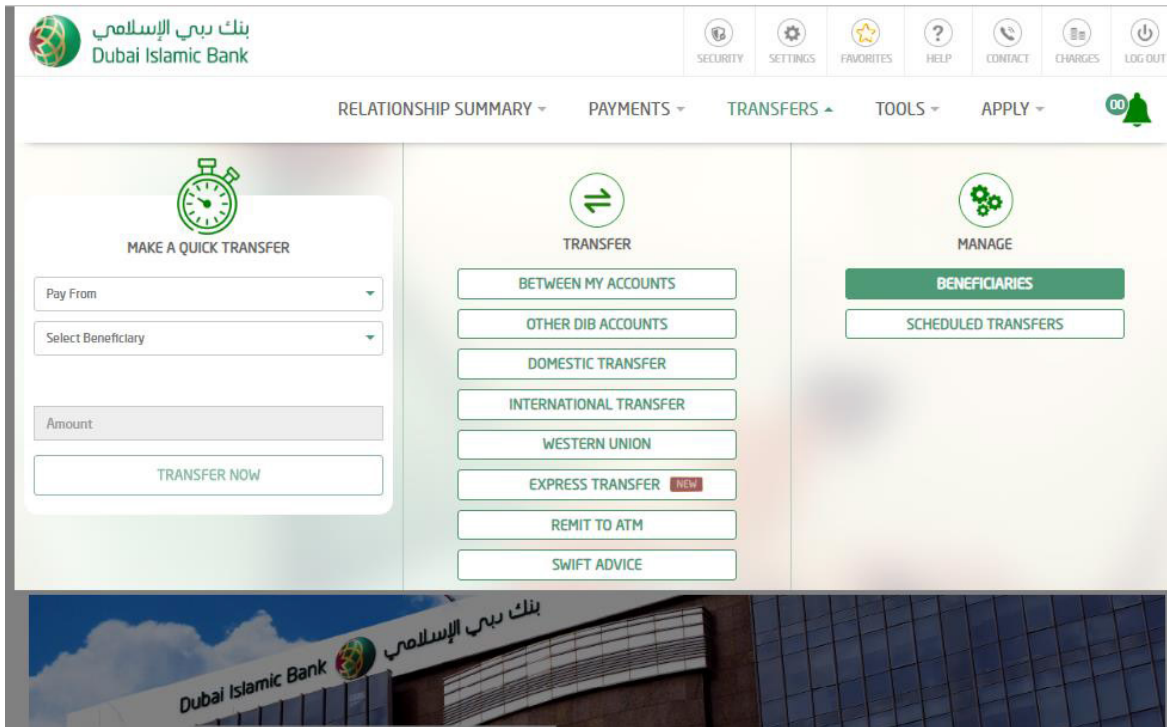 بنك دبي الإسلامي
Dubai Islamic Bank
SECURITY
SETTINGS
FAVORITES
HELP
CONTACT
CHARGES
LOG OUT
RELATIONSHIP SUMMARY
PAYMENTS
TRANSFERS
TOOLS
APPLY
00
MAKE A QUICK TRANSFER
Pay From
Select Beneficiary
Amount
TRANSFER NOW
TRANSFER
BETWEEN MY ACCOUNTS
OTHER DIB ACCOUNTS
DOMESTIC TRANSFER
INTERNATIONAL TRANSFER
WESTERN UNION
EXPRESS TRANSFER NEW
REMIT TO ATM
SWIFT ADVICE
MANAGE
BENEFICIARIES
SCHEDULED TRANSFERS
Dubai Islamic Bank بنك دبي الإسلامي